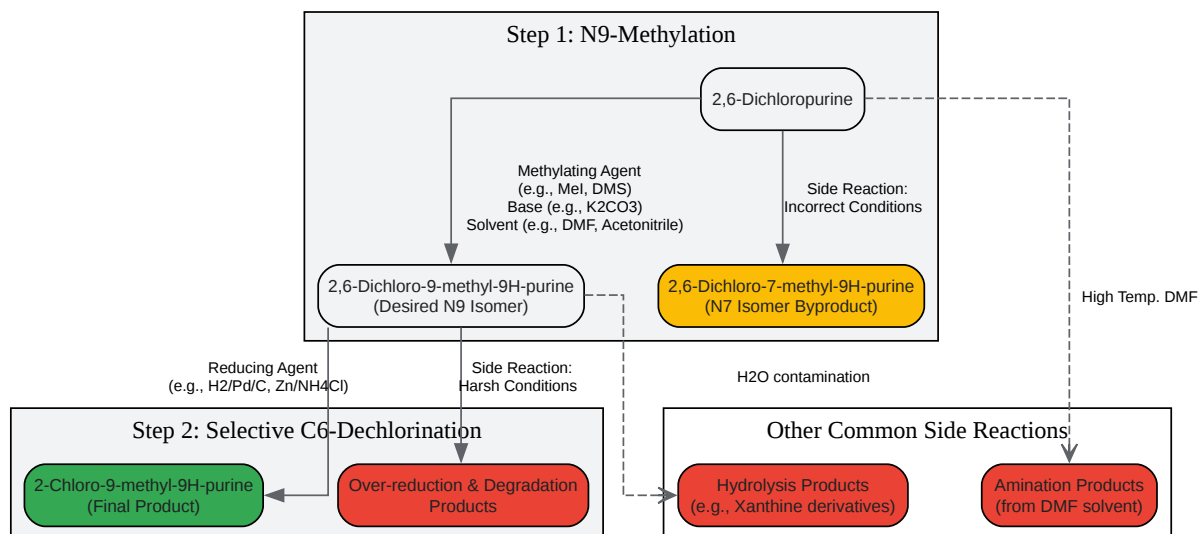 Step 1: N9-Methylation
2,6-Dichloropurine
Methylating Agent
(e.g., MeI, DMS)
Base (e.g., K2CO3)
Solvent (e.g., DMF, Acetonitrile)
Side Reaction:
Incorrect Conditions
2,6-Dichloro-9-methyl-9H-purine
(Desired N9 Isomer)
2,6-Dichloro-7-methyl-9H-purine
(N7 Isomer Byproduct)
High Temp. DMF
Reducing Agent
(e.g., H2/Pd/C, Zn/NH4Cl)
Side Reaction:
Harsh Conditions
H2O contamination
Step 2: Selective C6-Dechlorination
2-Chloro-9-methyl-9H-purine
(Final Product)
Over-reduction & Degradation
Products
Other Common Side Reactions
Hydrolysis Products
(e.g., Xanthine derivatives)
Amination Products
(from DMF solvent)